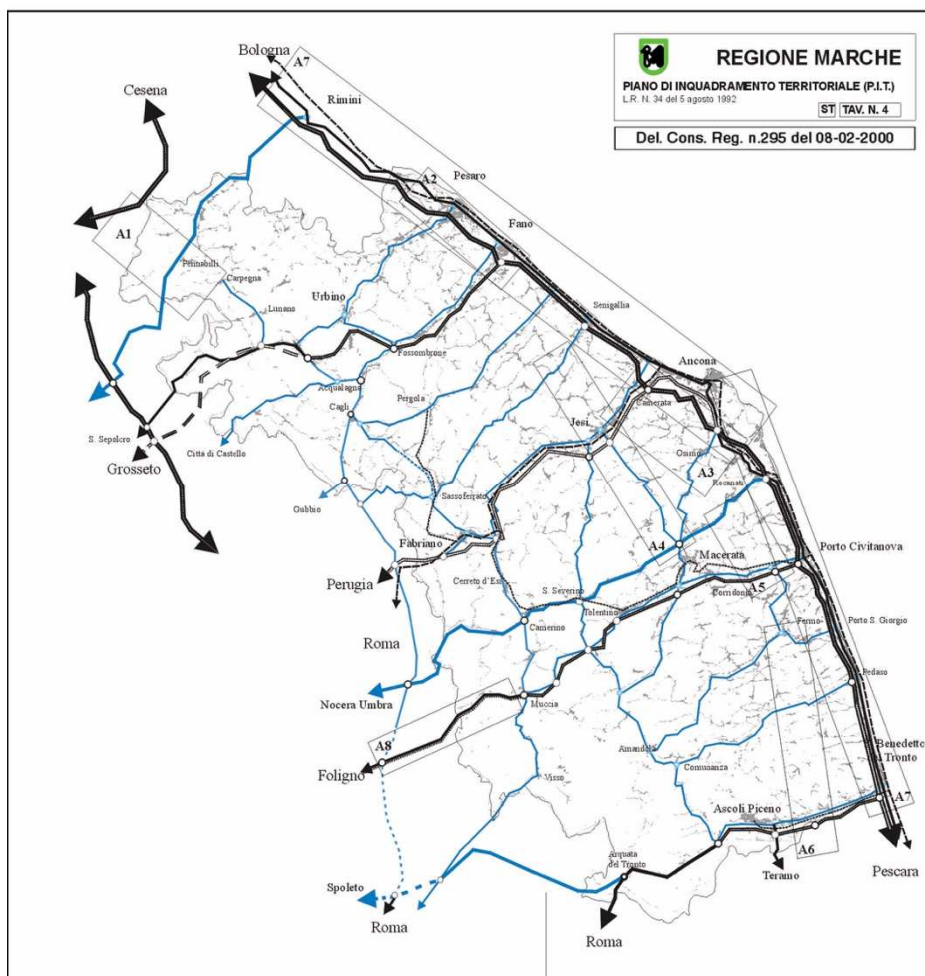 REGIONE MARCHE
PIANO DI INQUADRAMENTO TERRITORIALE (P.I.T.)
L.R. N. 34 del 5 agosto 1992
ST TAV. N. 4
Del. Cons. Reg. n.295 del 08-02-2000
Bologna
A7
Rimini
Cesena
A2
Pesaro
A1
Fano
Pennabilli
Carpegna
Urbino
Lunano
Senigallia
Fossombrone
Ancona
Acqualagna
Pergola
Camerata
Cagli
Jesi
S. Sepolcro
Città di Castello
Osimo
Grosseto
A3
Recanati
Gubbio
Sassoferrato
Fabriano
A4
Macerata
Porto Civitanova
Perugia
Cerreto d'Esi
S. Severino
Corridonia
A5
Tolentino
Camerino
Fermo
Porto S. Giorgio
Roma
Pedaso
Nocera Umbra
Muccia
A8
Amandola
Benedetto
Foligno
Comunanza
Tronto
Visso
Ascoli Piceno
A7
A6
Arquata
del Tronto
Teramo
Pescara
Spoleto
Roma
Roma